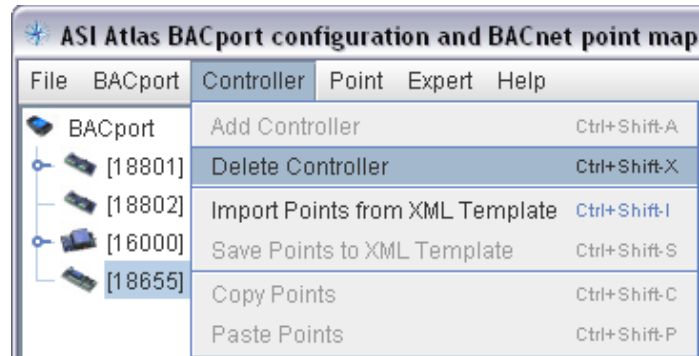 ASI Atlas BACport configuration and BACnet point map
File BACport Controller Point Expert Help
BACport
Add Controller Ctrl+Shift-A
[18801]
Delete Controller Ctrl+Shift-X
[18802]
Import Points from XML Template Ctrl+Shift-I
[16000]
Save Points to XML Template Ctrl+Shift-S
[18655]
Copy Points Ctrl+Shift-C
Paste Points Ctrl+Shift-P